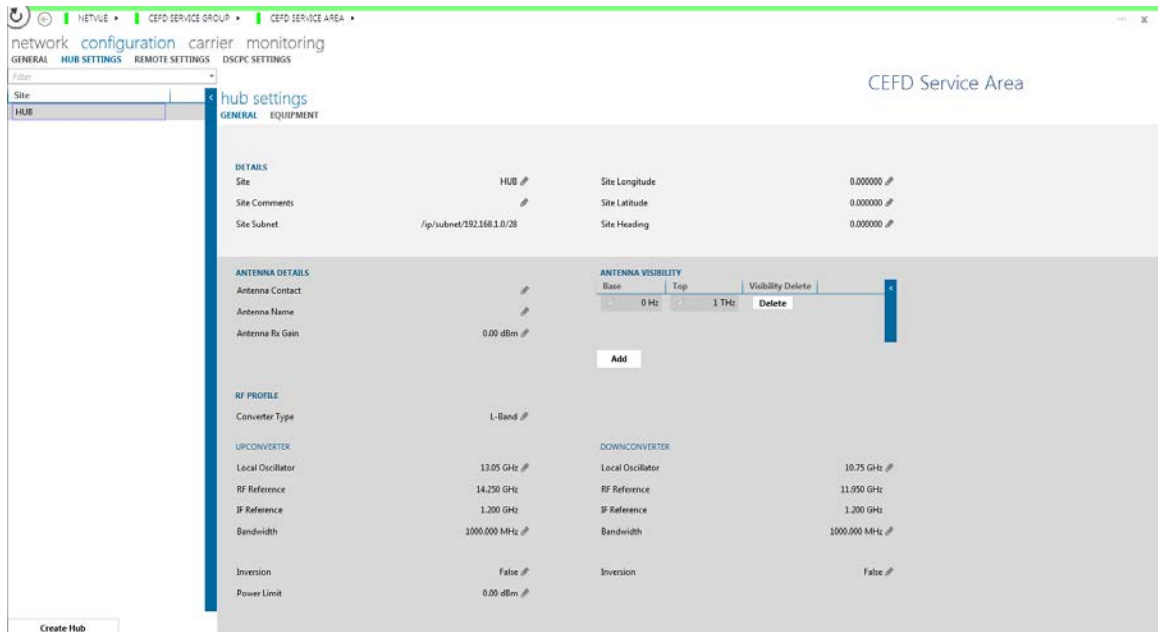 NETVUE CEFD SERVICE GROUP CEFD SERVICE AREA
network configuration carrier monitoring
GENERAL HUB SETTINGS REMOTE SETTINGS DSCPC SETTINGS
Filter
CEFD Service Area
Site
HUB
hub settings
GENERAL EQUIPMENT
DETAILS
Site HUB Site Longitude 0.000000
Site Comments Site Latitude 0.000000
Site Subnet /ip/subnet/192.168.1.0/28 Site Heading 0.000000
ANTENNA DETAILS ANTENNA VISIBILITY
Base Top Visibility Delete
Antenna Contact
0 Hz 1 THz Delete
Antenna Name
Antenna Rx Gain 0.00 dBm
Add
RF PROFILE
Converter Type L-Band
UPCONVERTER DOWNCONVERTER
Local Oscillator 13.05 GHz Local Oscillator 10.75 GHz
RF Reference 14.250 GHz RF Reference 11.950 GHz
IF Reference 1.200 GHz IF Reference 1.200 GHz
Bandwidth 1000.000 MHz Bandwidth 1000.000 MHz
Inversion False Inversion False
Power Limit 0.00 dBm
Create Hub